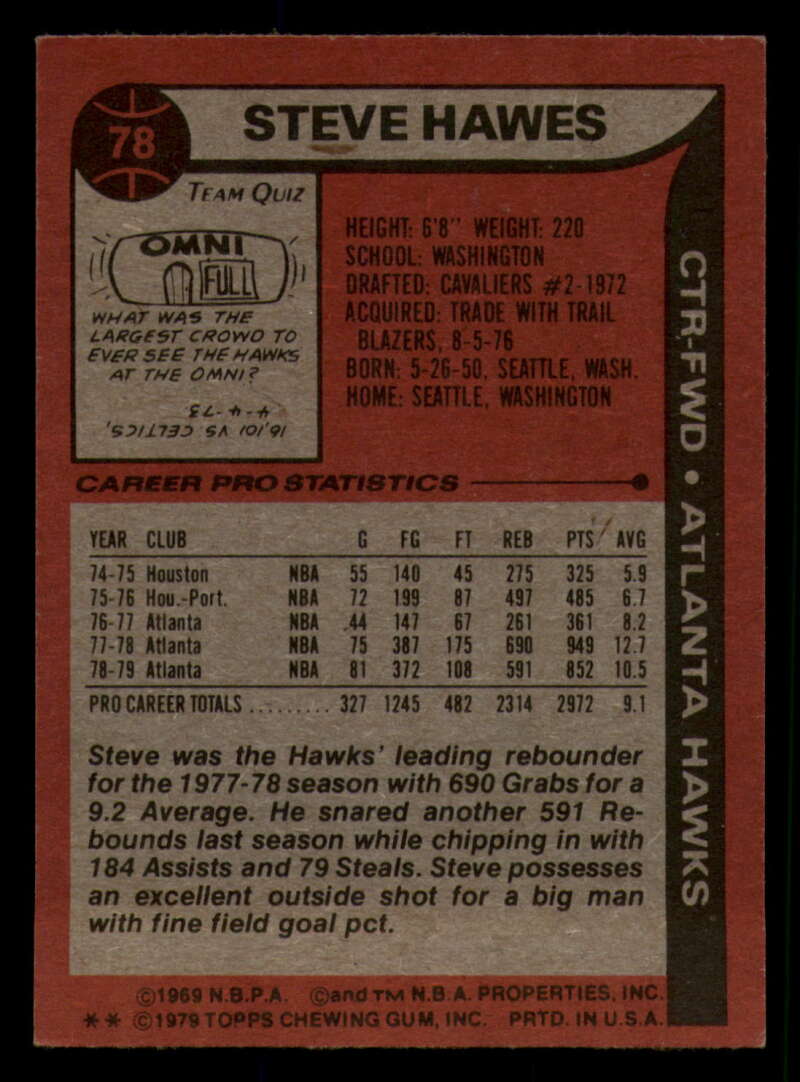 78
STEVE HAWES
TEAM QUIZ
OMNI
FULL
WHAT WAS THE
LARGEST CROWD TO
EVER SEE THE HAWKS
AT THE OMNI?
16,101 VS CELTICS,
4-4-73
HEIGHT: 6'8" WEIGHT: 220
SCHOOL: WASHINGTON
DRAFTED: CAVALIERS #2-1972
ACQUIRED: TRADE WITH TRAIL
BLAZERS, 8-5-76
BORN: 5-26-50, SEATTLE, WASH.
HOME: SEATTLE, WASHINGTON
CTR-FWD • ATLANTA HAWKS
CAREER PRO STATISTICS
YEAR CLUB G FG FT REB PTS AVG
74-75 Houston NBA 55 140 45 275 325 5.9
75-76 Hou.-Port. NBA 72 199 87 497 485 6.7
76-77 Atlanta NBA 44 147 67 261 361 8.2
77-78 Atlanta NBA 75 387 175 690 949 12.7
78-79 Atlanta NBA 81 372 108 591 852 10.5
PRO CAREER TOTALS ......... 327 1245 482 2314 2972 9.1
Steve was the Hawks' leading rebounder
for the 1977-78 season with 690 Grabs for a
9.2 Average. He snared another 591 Re-
bounds last season while chipping in with
184 Assists and 79 Steals. Steve possesses
an excellent outside shot for a big man
with fine field goal pct.
©1969 N.B.P.A. ©and TM N.B.A. PROPERTIES, INC.
** ©1979 TOPPS CHEWING GUM, INC. PRTD. IN U.S.A.